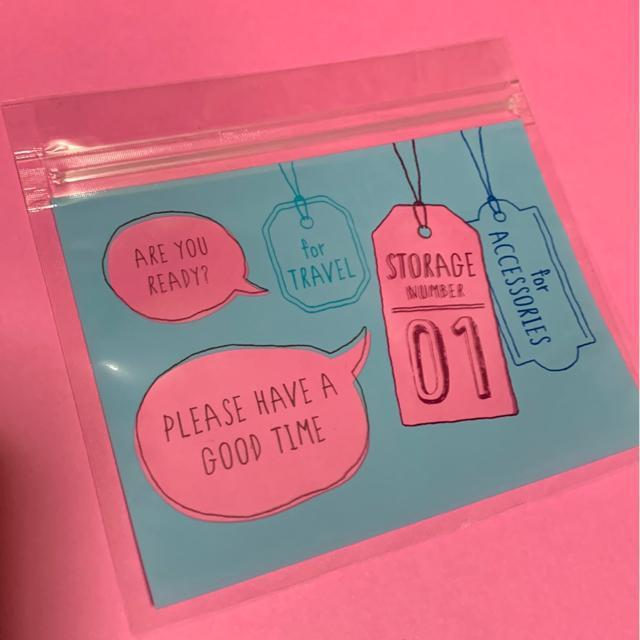 ARE YOU
READY?
for
TRAVEL
STORAGE
NUMBER
01
for
ACCESSORIES
PLEASE HAVE A
GOOD TIME